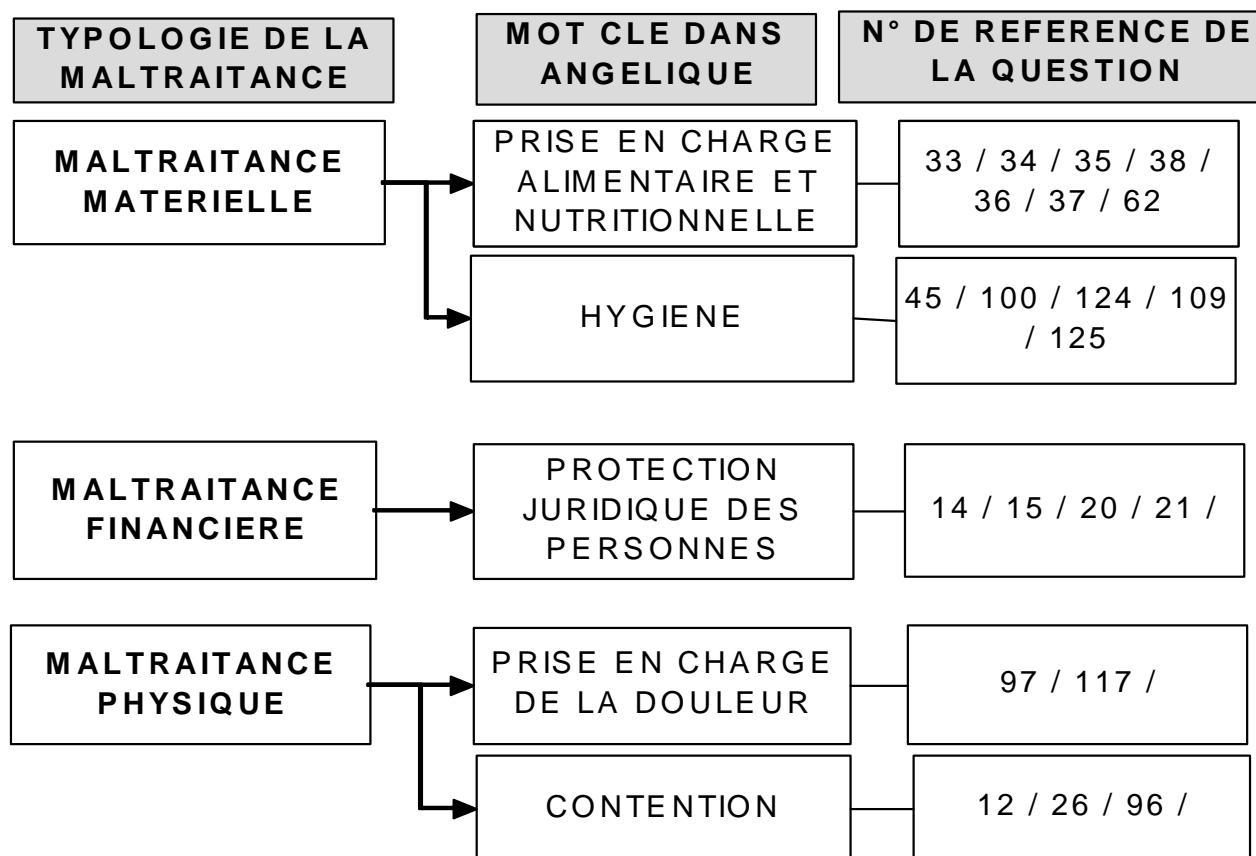 TYPOLOGIE DE LA
MALTRAITANCE
MOT CLE DANS
ANGELIQUE
N° DE REFERENCE DE
LA QUESTION
MALTRAITANCE
MATERIELLE
PRISE EN CHARGE
ALIMENTAIRE ET
NUTRITIONNELLE
33 / 34 / 35 / 38 /
36 / 37 / 62
HYGIENE
45 / 100 / 124 / 109
/ 125
MALTRAITANCE
FINANCIERE
PROTECTION
JURIDIQUE DES
PERSONNES
14 / 15 / 20 / 21 /
MALTRAITANCE
PHYSIQUE
PRISE EN CHARGE
DE LA DOULEUR
97 / 117 /
CONTENTION
12 / 26 / 96 /